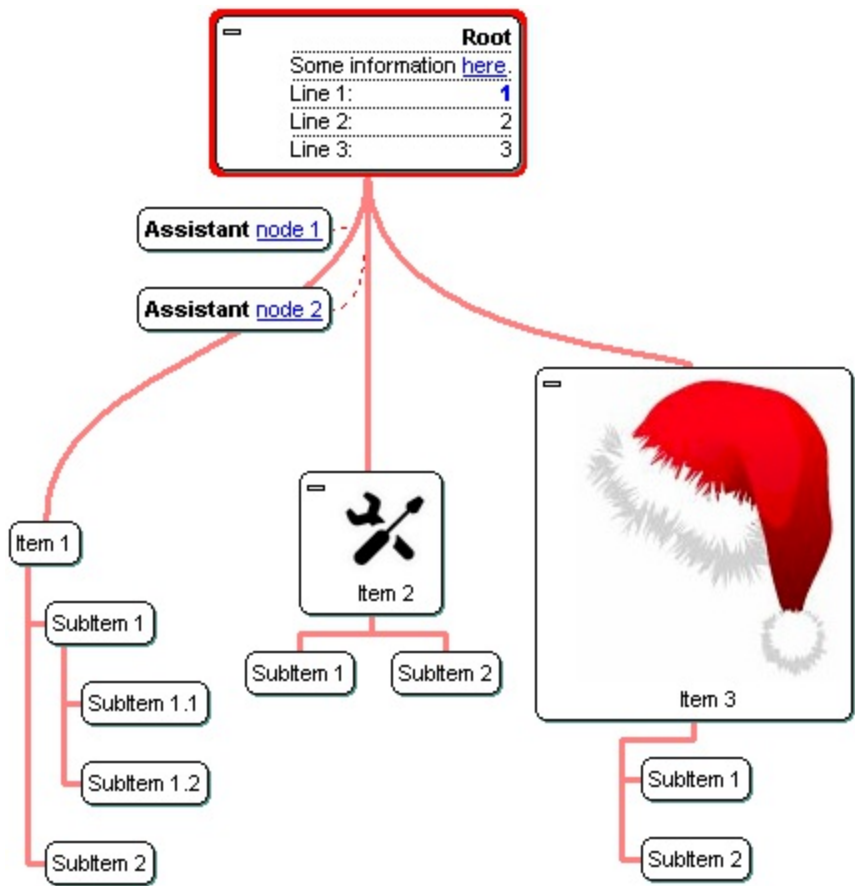 Root
Some information here.
Line 1: 1
Line 2: 2
Line 3: 3
Assistant node 1
Assistant node 2
Item 1
SubItem 1
SubItem 1.1
SubItem 1.2
SubItem 2
Item 2
SubItem 1
SubItem 2
Item 3
SubItem 1
SubItem 2